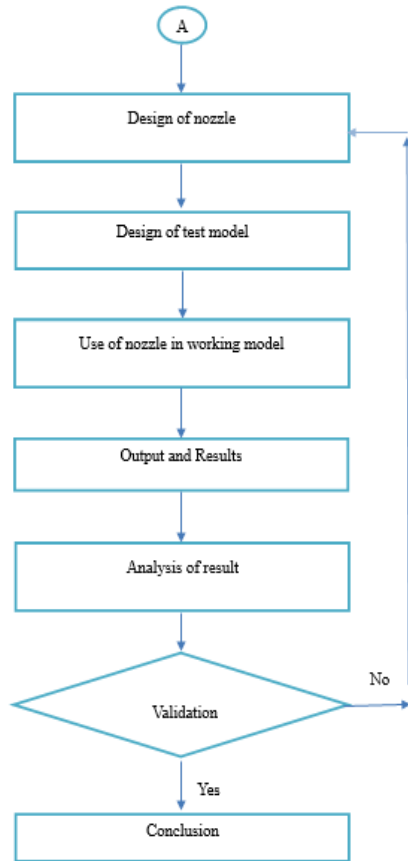 A
Design of nozzle
Design of test model
Use of nozzle in working model
Output and Results
Analysis of result
No
Validation
Yes
Conclusion